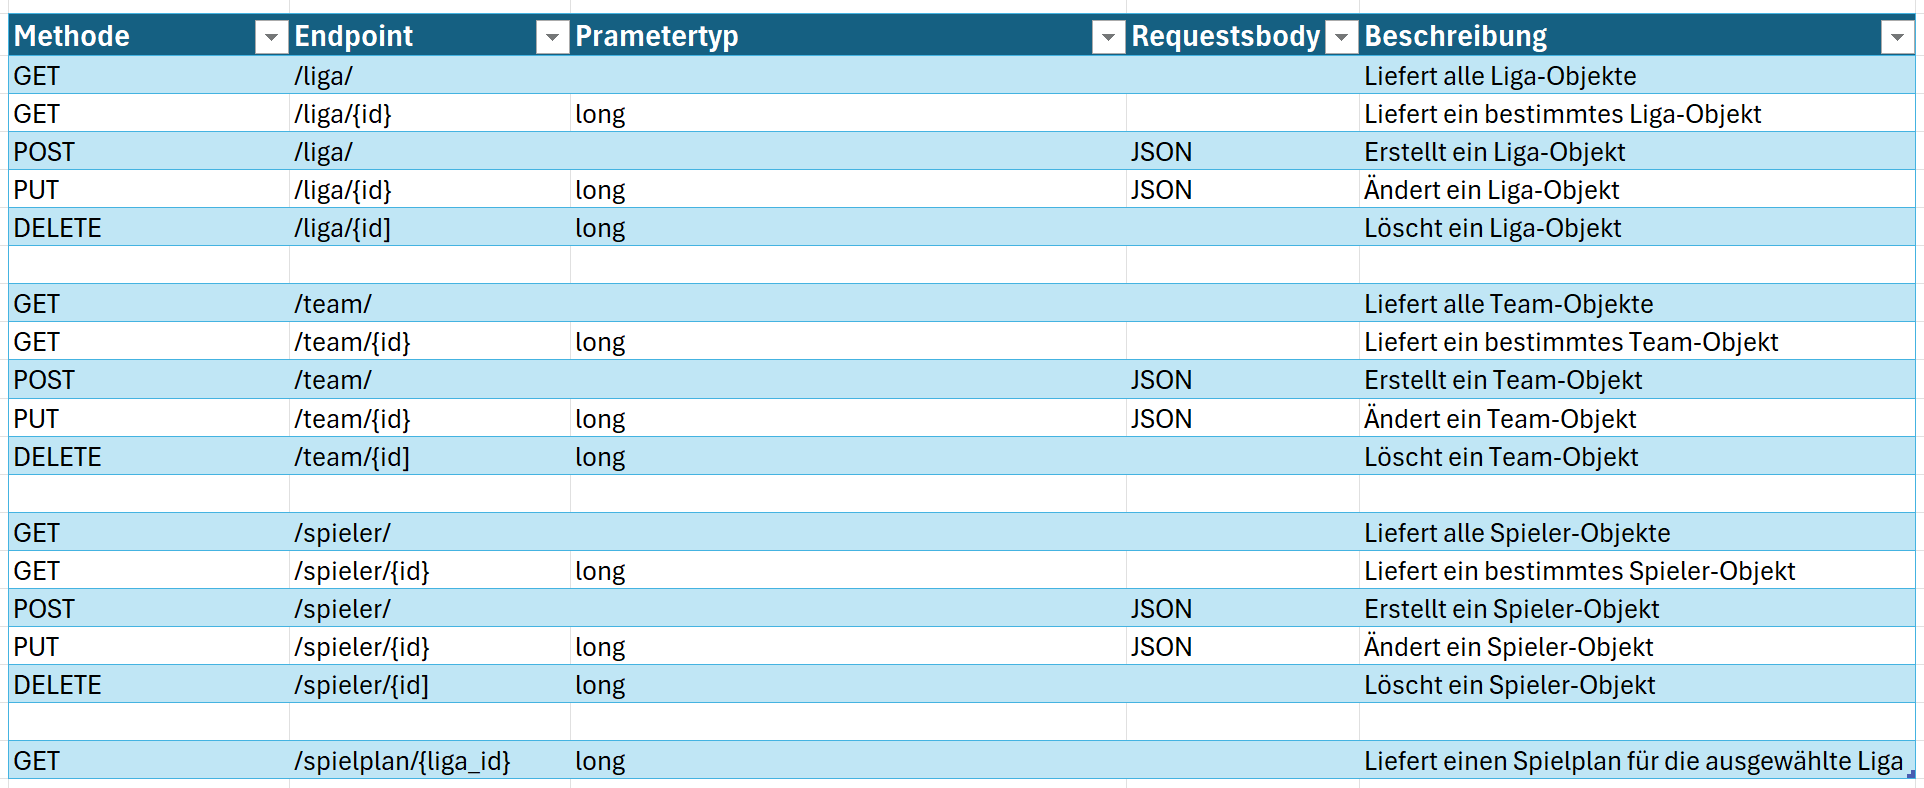 Methode Endpoint Prametertyp Requestsbody Beschreibung
GET /liga/ Liefert alle Liga-Objekte
GET /liga/{id} long Liefert ein bestimmtes Liga-Objekt
POST /liga/ JSON Erstellt ein Liga-Objekt
PUT /liga/{id} long JSON Ändert ein Liga-Objekt
DELETE /liga/{id] long Löscht ein Liga-Objekt
GET /team/ Liefert alle Team-Objekte
GET /team/{id} long Liefert ein bestimmtes Team-Objekt
POST /team/ JSON Erstellt ein Team-Objekt
PUT /team/{id} long JSON Ändert ein Team-Objekt
DELETE /team/{id] long Löscht ein Team-Objekt
GET /spieler/ Liefert alle Spieler-Objekte
GET /spieler/{id} long Liefert ein bestimmtes Spieler-Objekt
POST /spieler/ JSON Erstellt ein Spieler-Objekt
PUT /spieler/{id} long JSON Ändert ein Spieler-Objekt
DELETE /spieler/{id] long Löscht ein Spieler-Objekt
GET /spielplan/{liga_id} long Liefert einen Spielplan für die ausgewählte Liga